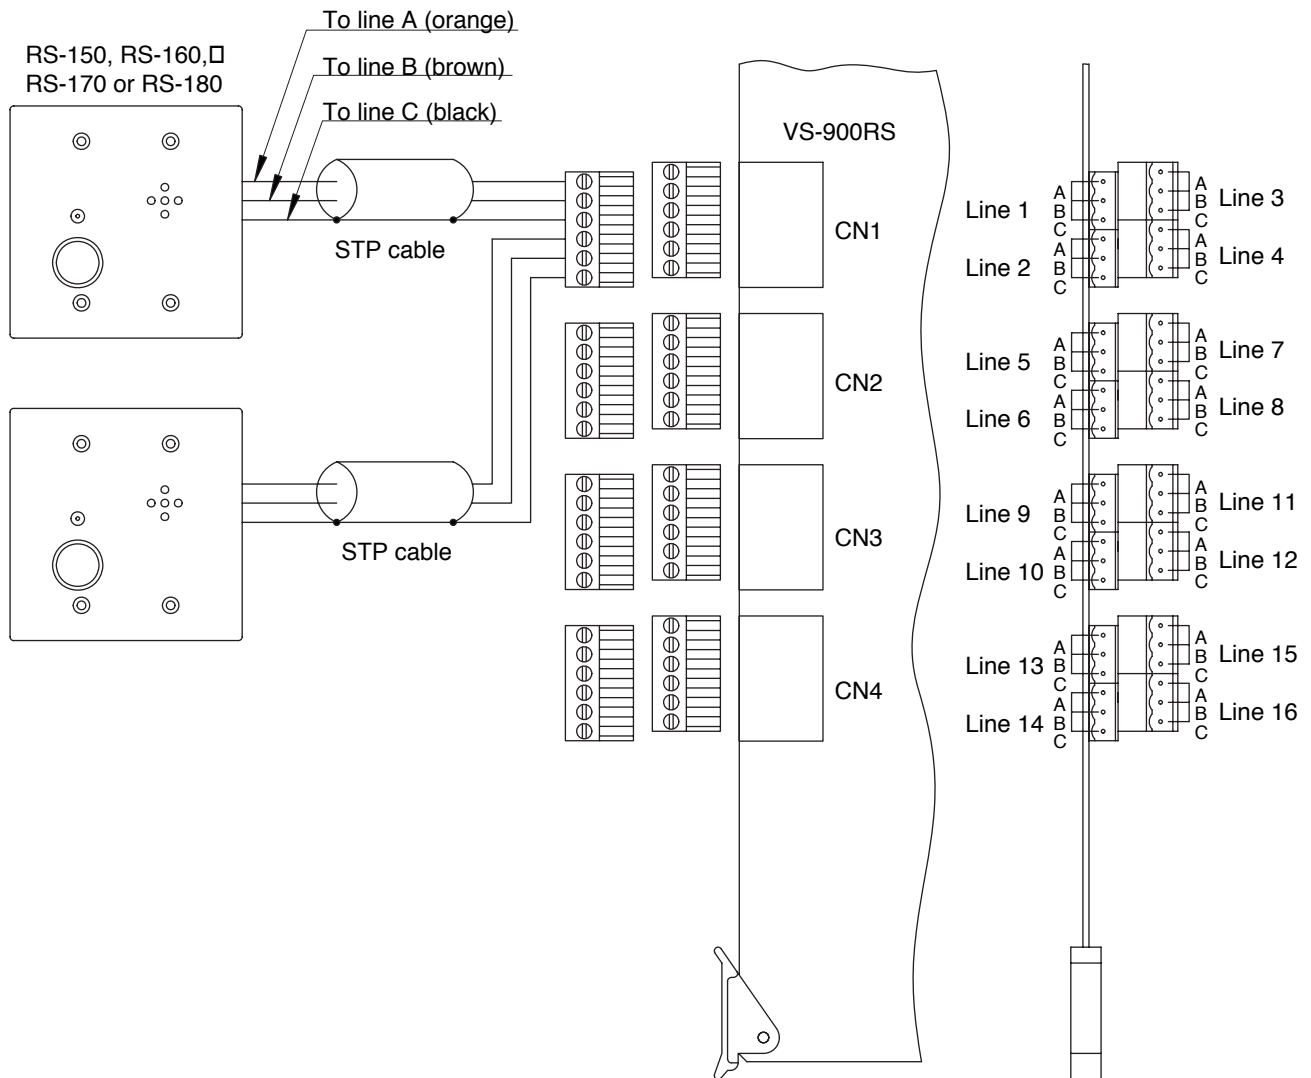 To line A (orange)
RS-150, RS-160,
RS-170 or RS-180
To line B (brown)
To line C (black)
STP cable
STP cable
VS-900RS
CN1
CN2
CN3
CN4
Line 1
A
B
C
Line 2
A
B
C
A
B
C
Line 3
A
B
C
Line 4
Line 5
A
B
C
Line 6
A
B
C
A
B
C
Line 7
A
B
C
Line 8
Line 9
A
B
C
Line 10
A
B
C
A
B
C
Line 11
A
B
C
Line 12
Line 13
A
B
C
Line 14
A
B
C
A
B
C
Line 15
A
B
C
Line 16